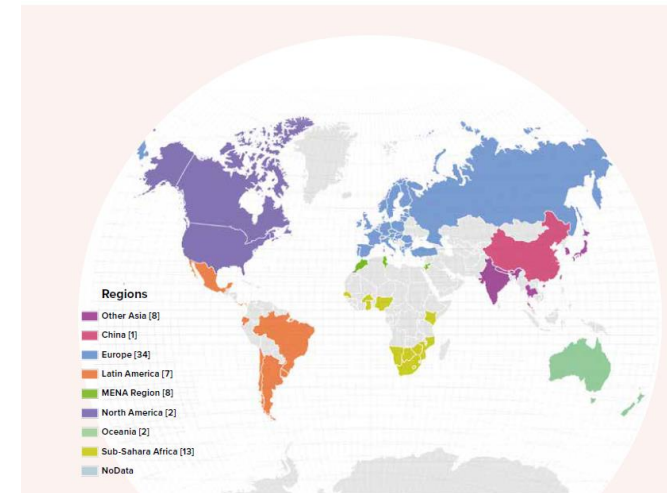 Regions
Other Asia [8]
China [1]
Europe [34]
Latin America [7]
MENA Region [8]
North America [2]
Oceania [2]
Sub-Sahara Africa [13]
NoData